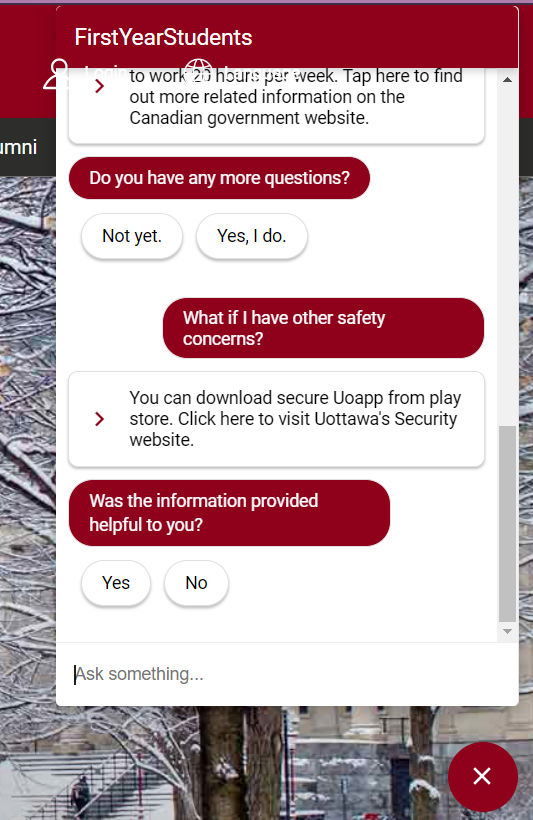 FirstYearStudents
Login
to work 20 hours per week. Tap here to find
out more related information on the
Canadian government website.
umni
Do you have any more questions?
Not yet.
Yes, I do.
What if I have other safety
concerns?
You can download secure Uoapp from play
store. Click here to visit Uottawa's Security
website.
Was the information provided
helpful to you?
Yes
No
Ask something...